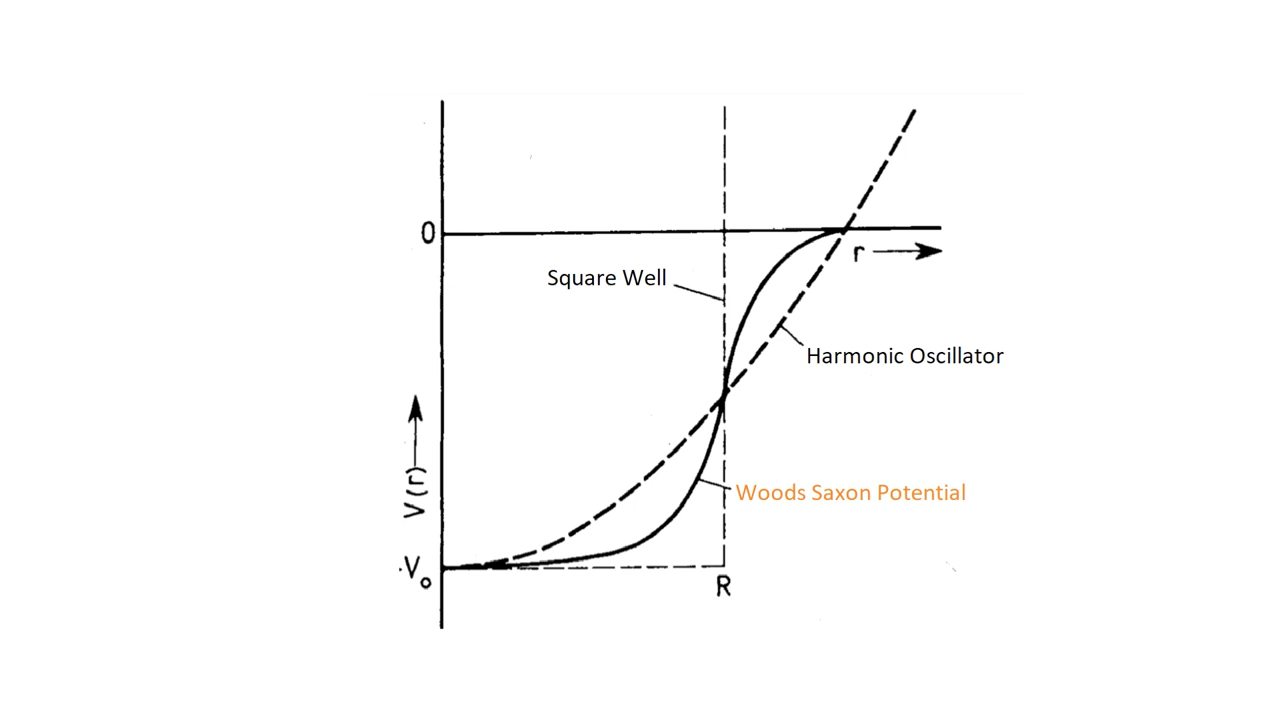 0
r
Square Well
Harmonic Oscillator
V(r)
Woods Saxon Potential
-V₀
R